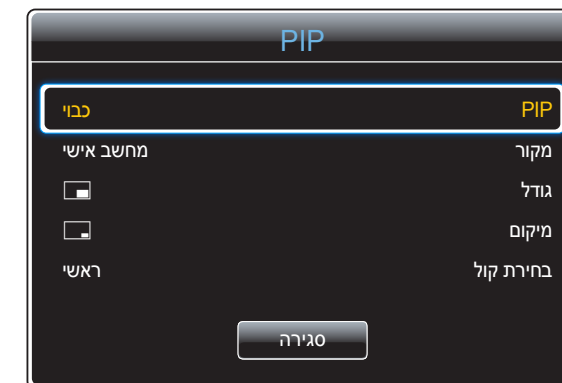 PIP
PIP כבוי
מקור מחשב אישי
גודל
מיקום
בחירת קול ראשי
סגירה